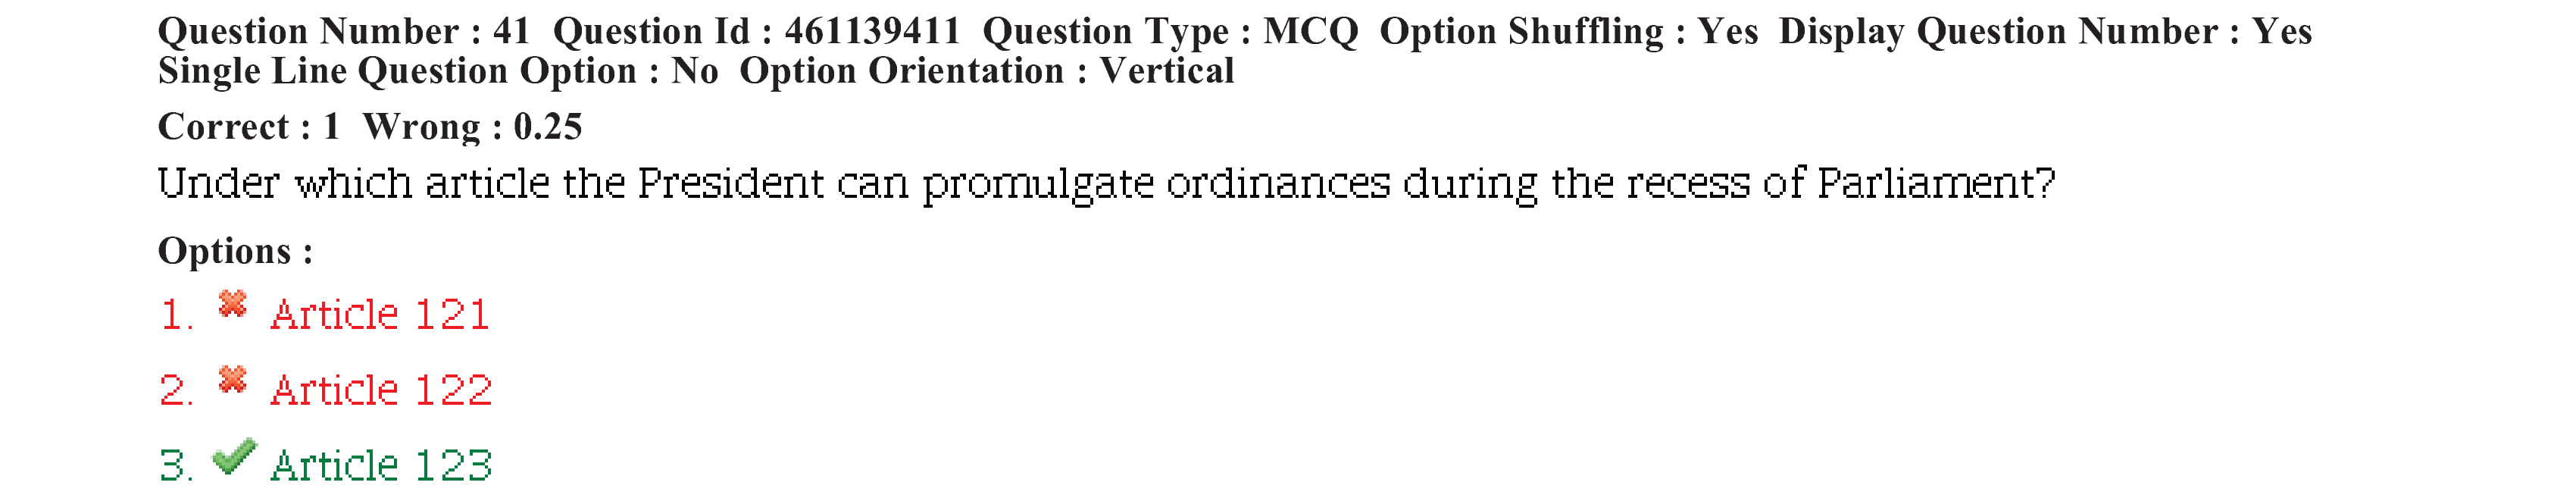 Question Number : 41 Question Id : 461139411 Question Type : MCQ Option Shuffling : Yes Display Question Number : Yes
Single Line Question Option : No Option Orientation : Vertical
Correct : 1 Wrong : 0.25
Under which article the President can promulgate ordinances during the recess of Parliament?
Options :
1. Article 121
2. Article 122
3. Article 123